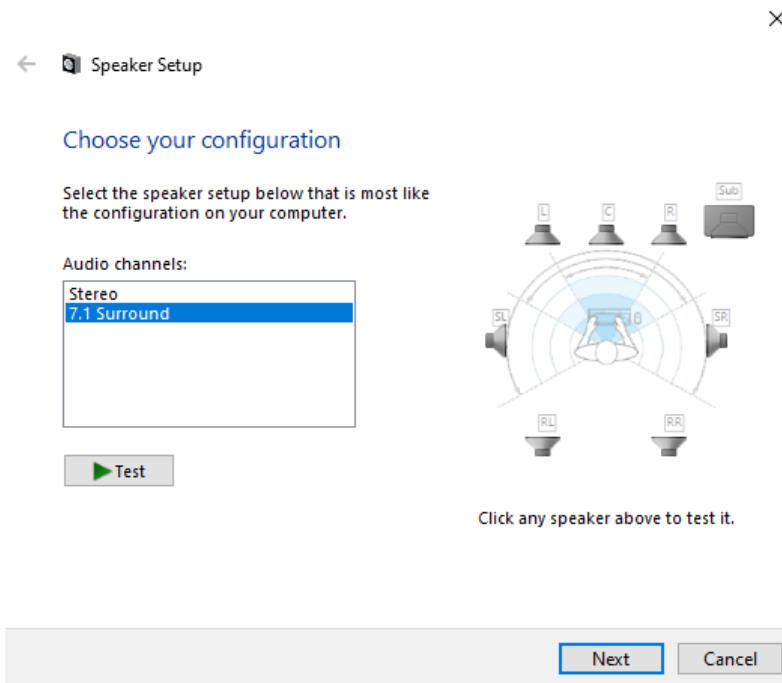 Speaker Setup
Choose your configuration
Select the speaker setup below that is most like
the configuration on your computer.
Audio channels:
Stereo
7.1 Surround
Test
L
C
R
Sub
SL
SR
RL
RR
Click any speaker above to test it.
Next
Cancel